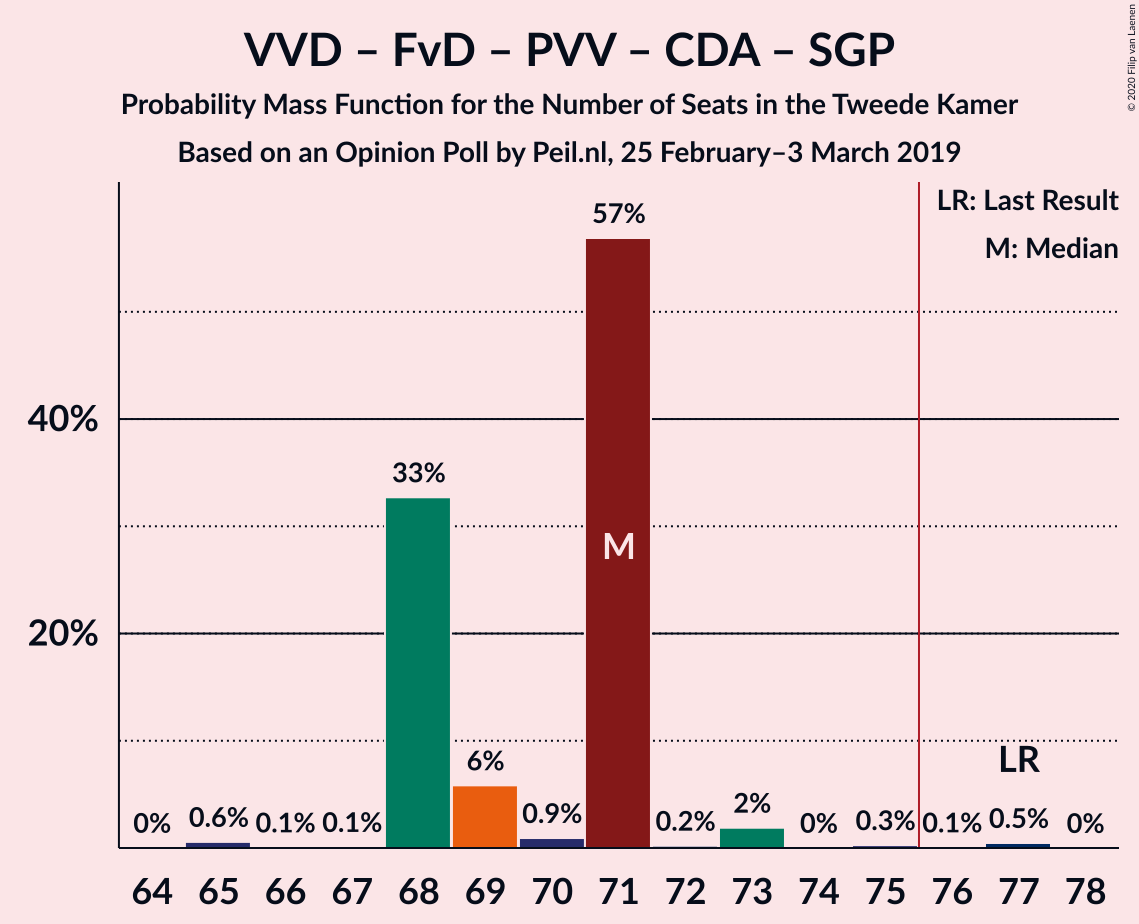 VVD – FvD – PVV – CDA – SGP
Probability Mass Function for the Number of Seats in the Tweede Kamer
Based on an Opinion Poll by Peil.nl, 25 February–3 March 2019
© 2020 Filip van Laenen
LR: Last Result
M: Median
57%
40%
33%
M
20%
6%
LR
0% 0.6% 0.1% 0.1% 0.9% 0.2% 2% 0% 0.3% 0.1% 0.5% 0%
64 65 66 67 68 69 70 71 72 73 74 75 76 77 78